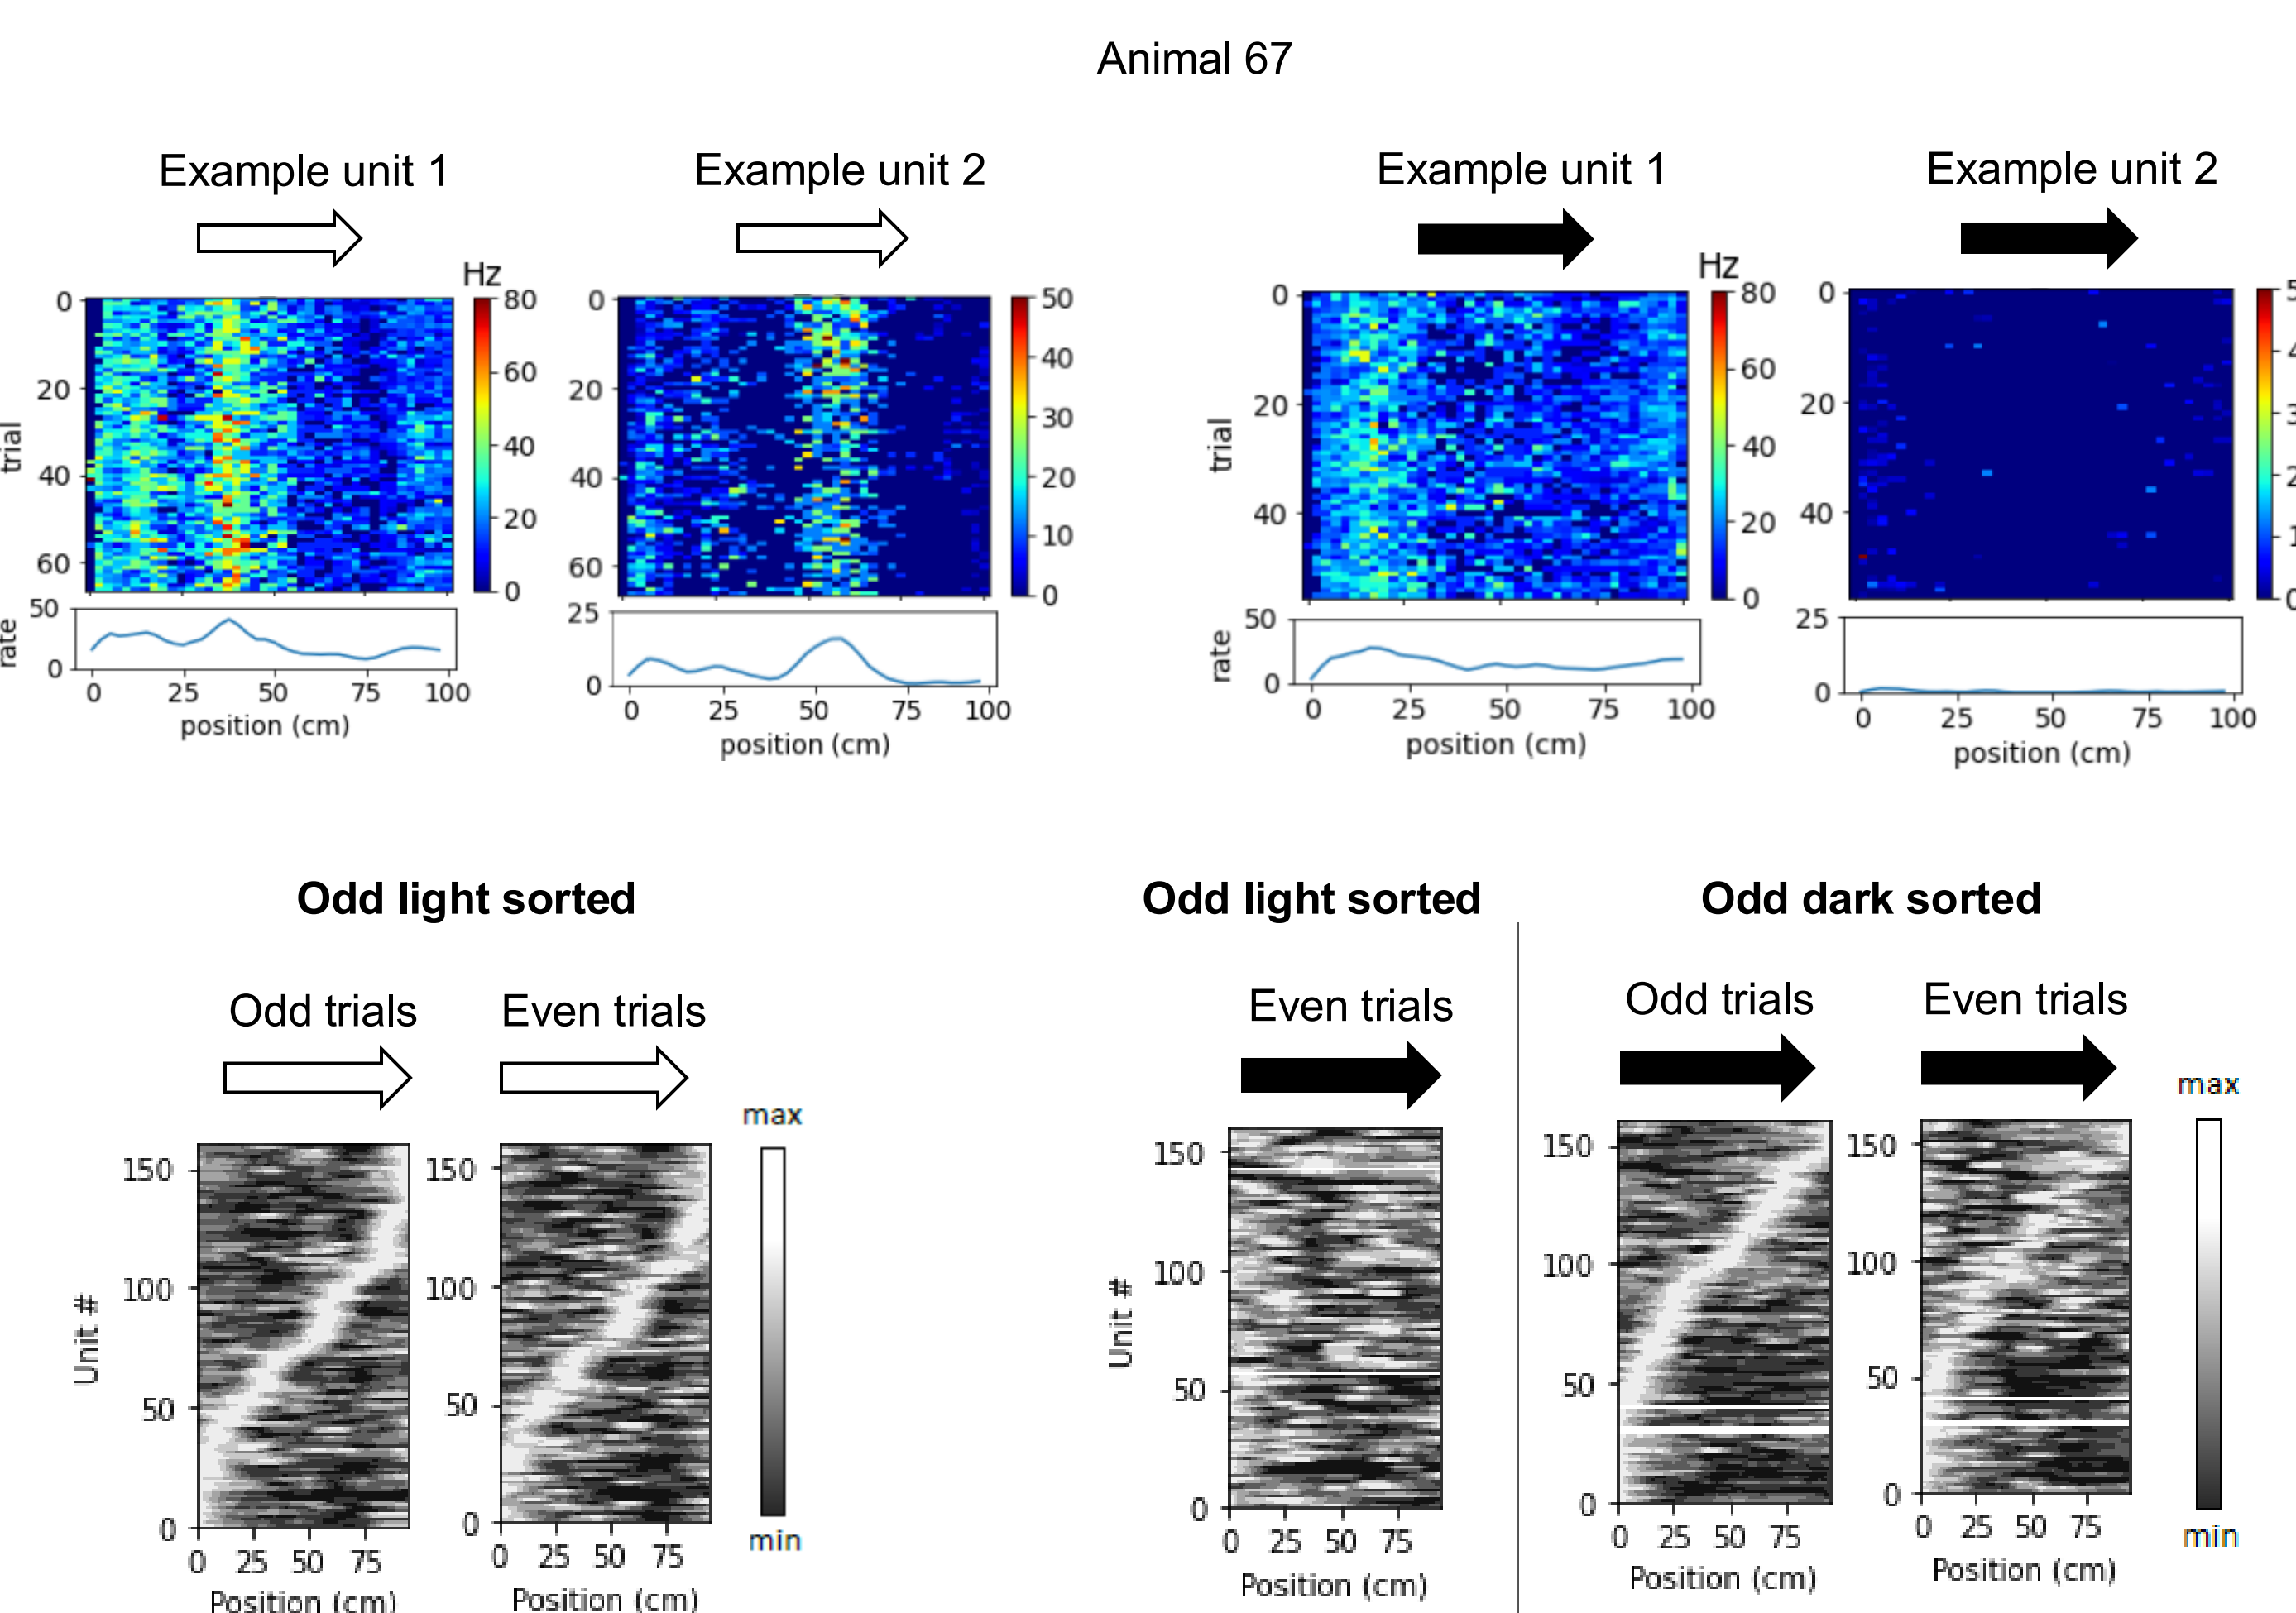 Animal 67
Example unit 1
Example unit 2
Example unit 1
Example unit 2
Hz
80
60
40
20
0
0
20
40
60
trial
50
0
rate
0 25 50 75 100
position (cm)
50
40
30
20
10
0
0
20
40
60
25
0
0 25 50 75 100
position (cm)
Hz
80
60
40
20
0
0
20
40
trial
50
0
rate
0 25 50 75 100
position (cm)
0
20
40
25
0
0 25 50 75 100
position (cm)
Odd light sorted
Odd trials
Even trials
max
min
150
100
50
0
Unit #
0 25 50 75
Position (cm)
150
100
50
0
0 25 50 75
Position (cm)
Odd light sorted
Even trials
150
100
50
0
Unit #
0 25 50 75
Position (cm)
Odd dark sorted
Odd trials
Even trials
max
min
150
100
50
0
0 25 50 75
Position (cm)
150
100
50
0
0 25 50 75
Position (cm)